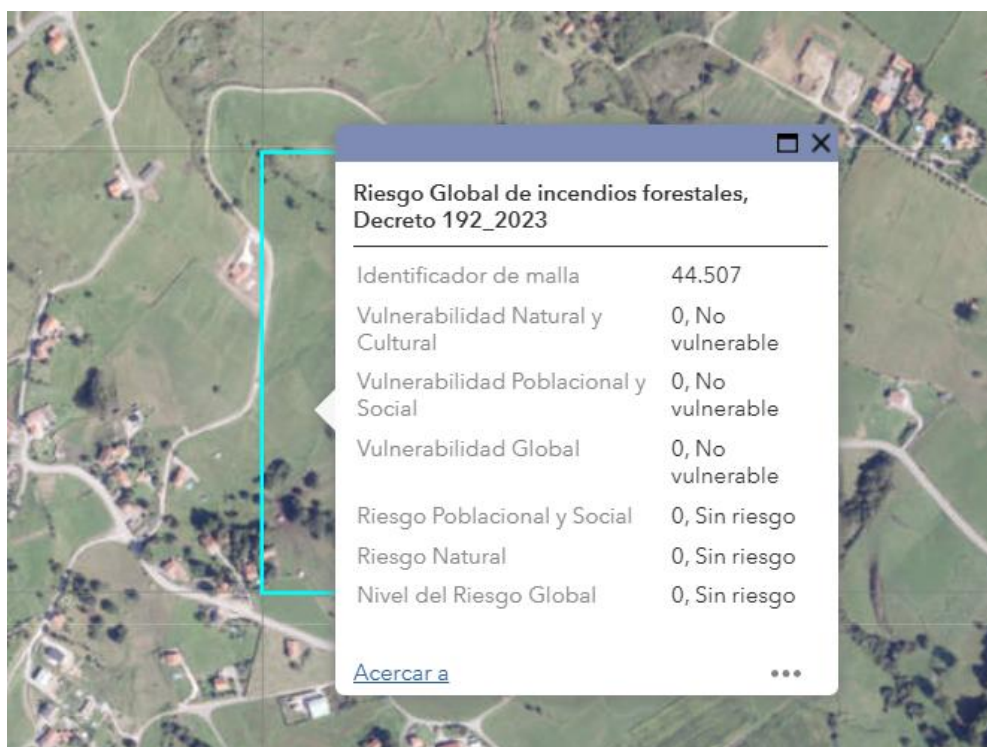 Riesgo Global de incendios forestales,
Decreto 192_2023
Identificador de malla 44.507
Vulnerabilidad Natural y 0, No
Cultural vulnerable
Vulnerabilidad Poblacional y 0, No
Social vulnerable
Vulnerabilidad Global 0, No
vulnerable
Riesgo Poblacional y Social 0, Sin riesgo
Riesgo Natural 0, Sin riesgo
Nivel del Riesgo Global 0, Sin riesgo
Acercar a